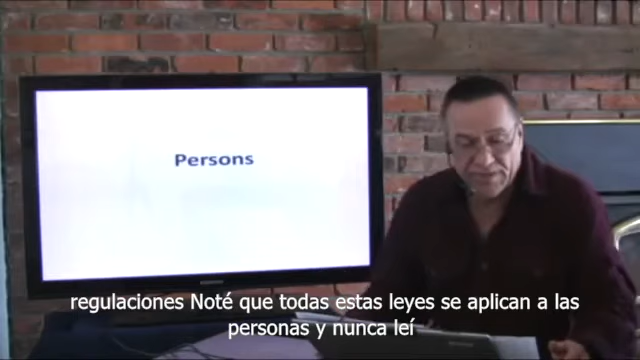 Persons
regulaciones Noté que todas estas leyes se aplican a las
personas y nunca leí